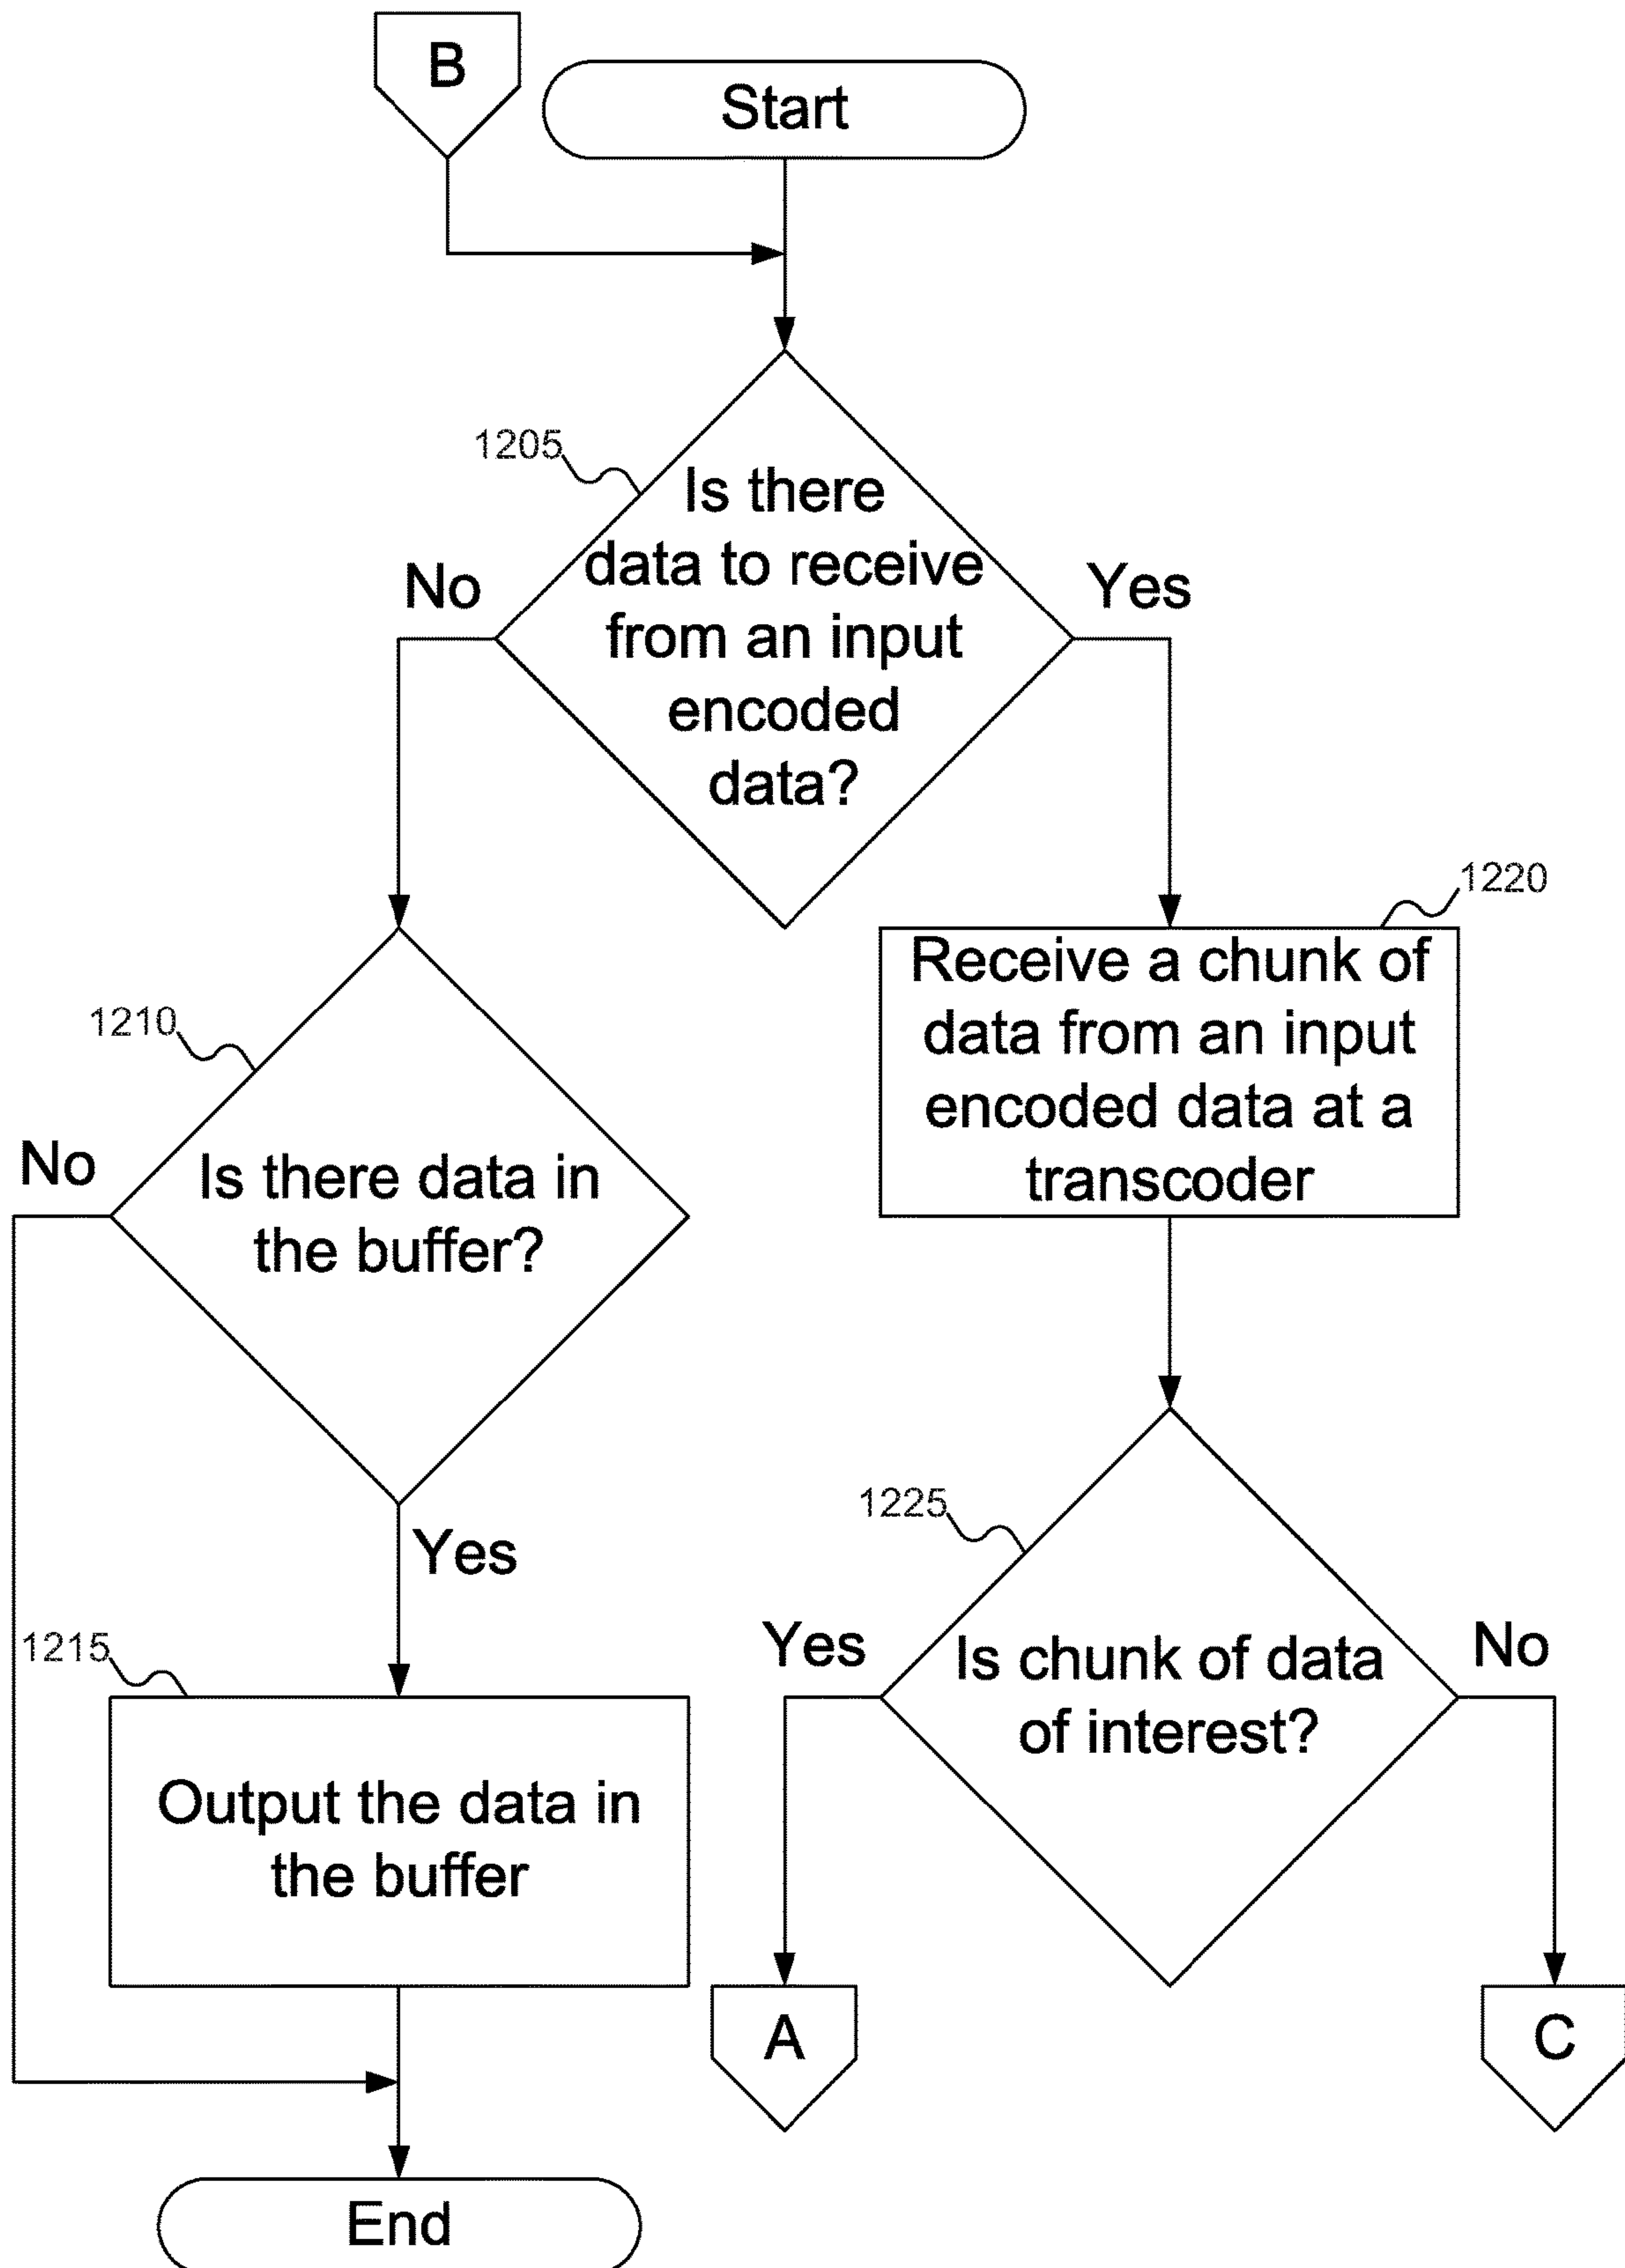 B
Start
1205
Is there
data to receive
from an input
encoded
data?
No
Yes
1220
Receive a chunk of
data from an input
encoded data at a
transcoder
1210
No
Is there data in
the buffer?
Yes
1225
Yes
Is chunk of data
of interest?
No
1215
Output the data in
the buffer
A
C
End